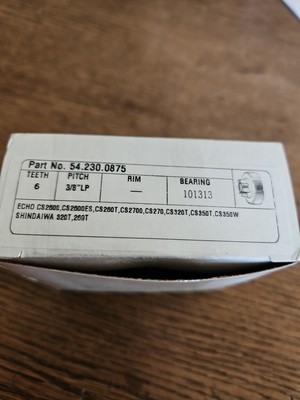 Part No. 54.230.0875
TEETH PITCH RIM BEARING
6 3/8"LP — 101313
ECHO CS2600,CS2600ES,CS260T,CS2700,CS270,CS320T,CS350T,CS350W
SHINDAIWA 320T,269T